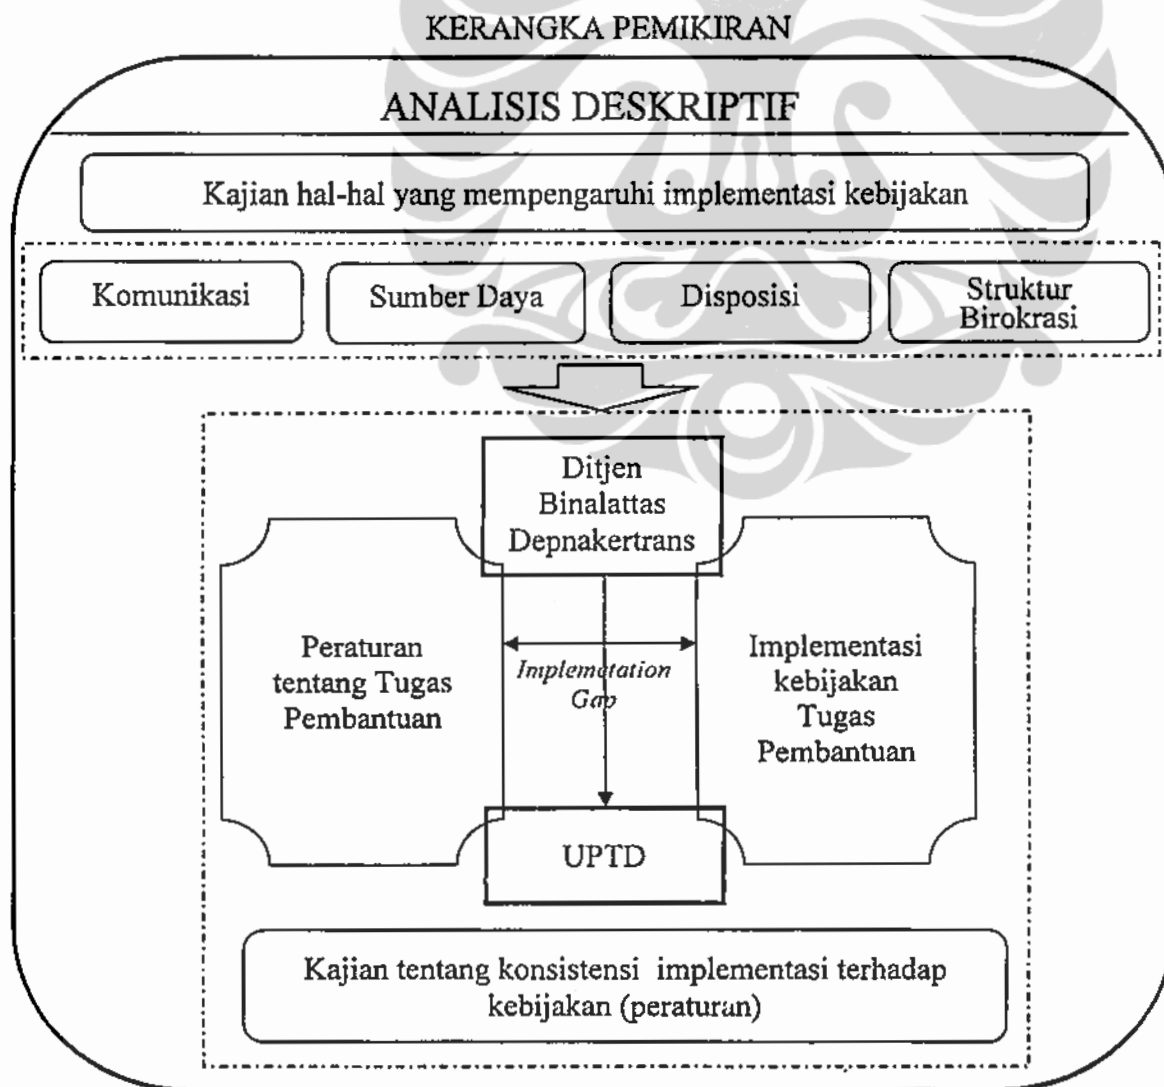 KERANGKA PEMIKIRAN
ANALISIS DESKRIPTIF
Kajian hal-hal yang mempengaruhi implementasi kebijakan
Komunikasi
Sumber Daya
Disposisi
Struktur
Birokrasi
Ditjen
Binalattas
Depnakertrans
Peraturan
tentang Tugas
Pembantuan
Implemetation
Gap
Implementasi
kebijakan
Tugas
Pembantuan
UPTD
Kajian tentang konsistensi implementasi terhadap
kebijakan (peraturan)